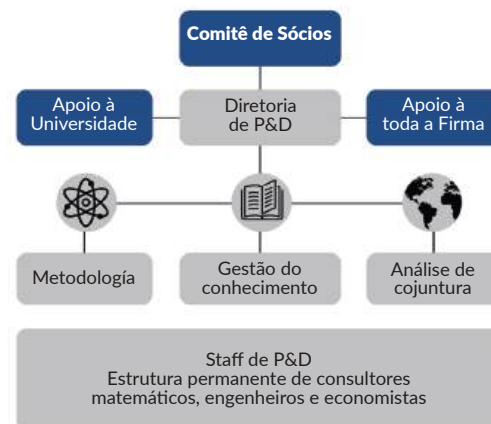 Comitê de Sócios
Apoio à
Universidade
Diretoria
de P&D
Apoio à
toda a Firma
Metodología
Gestão do
conhecimento
Análise de
cojuntura
Staff de P&D
Estrutura permanente de consultores
matemáticos, engenheiros e economistas